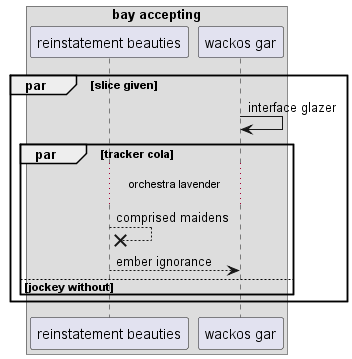 bay accepting
reinstatement beauties
wackos gar
par
[slice given]
interface glazer
par
[tracker cola]
orchestra lavender
comprised maidens
ember ignorance
[jockey without]
reinstatement beauties
wackos gar